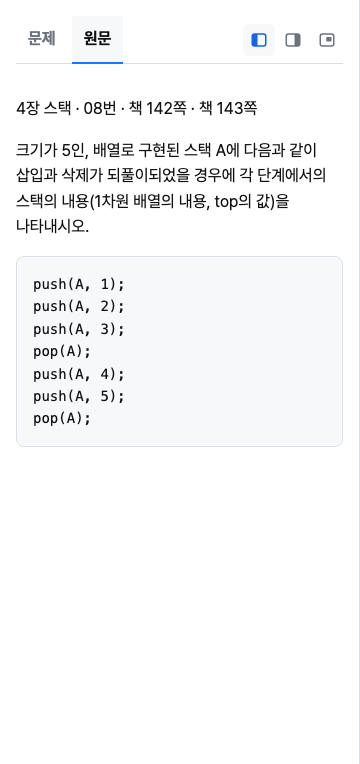 문제 원문
4장 스택 · 08번 · 책 142쪽 · 책 143쪽
크기가 5인, 배열로 구현된 스택 A에 다음과 같이
삽입과 삭제가 되풀이되었을 경우에 각 단계에서의
스택의 내용(1차원 배열의 내용, top의 값)을
나타내시오.
push(A, 1);
push(A, 2);
push(A, 3);
pop(A);
push(A, 4);
push(A, 5);
pop(A);